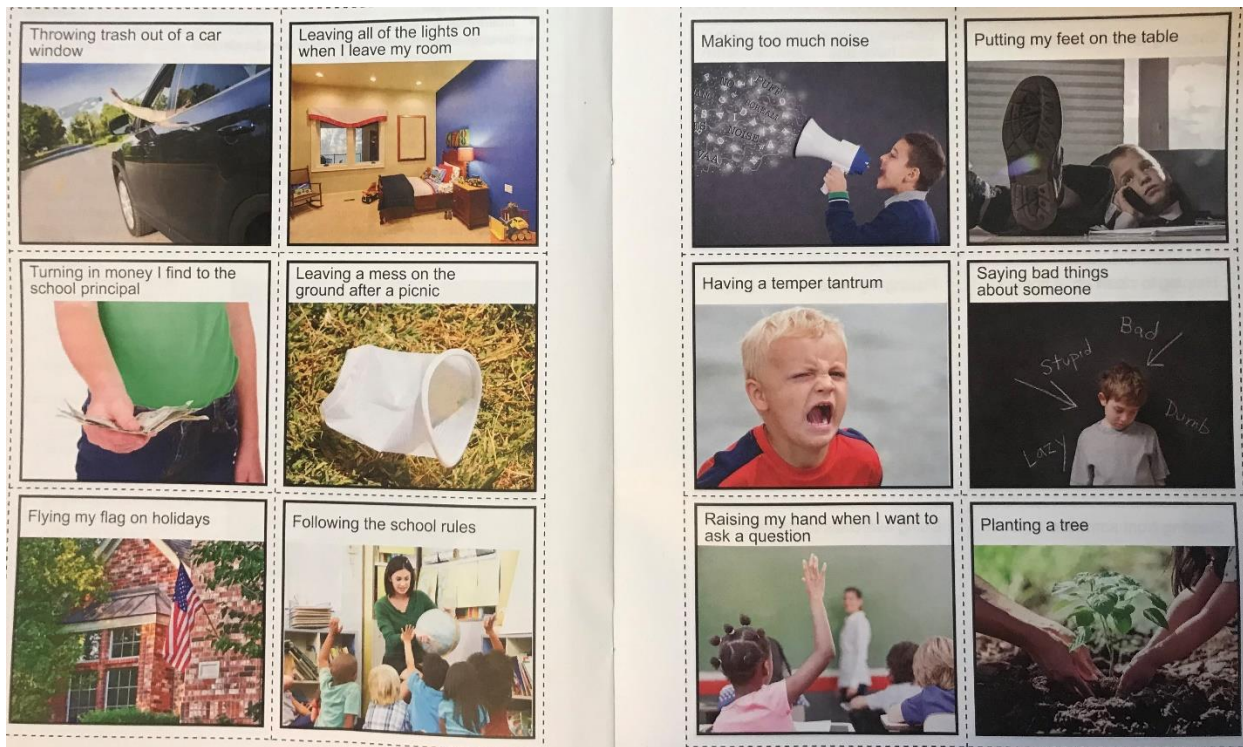 Throwing trash out of a car
window
Leaving all of the lights on
when I leave my room
Turning in money I find to the
school principal
Leaving a mess on the
ground after a picnic
Flying my flag on holidays
Following the school rules
Making too much noise
PUFF
NOISE
Putting my feet on the table
Having a temper tantrum
Saying bad things
about someone
Bad
Stupid
Dumb
Lazy
Raising my hand when I want to
ask a question
Planting a tree